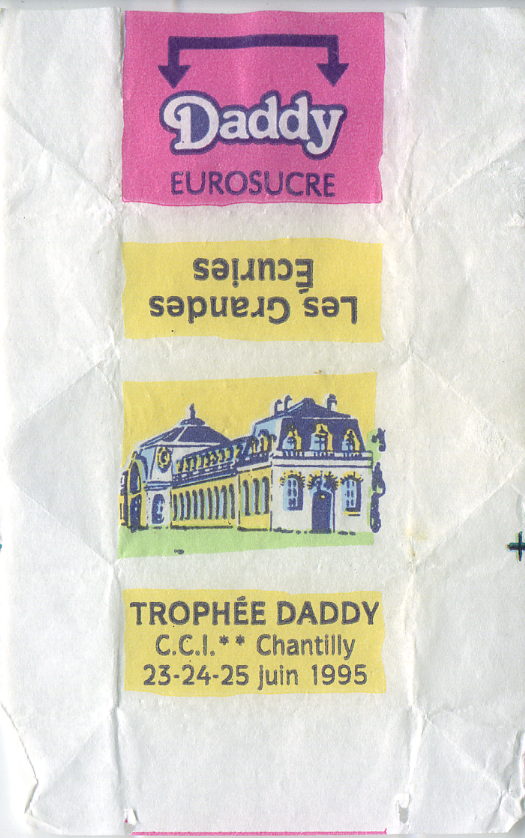 Daddy
EUROSUCRE
Les Grandes
Écuries
TROPHÉE DADDY
C.C.I.** Chantilly
23-24-25 juin 1995